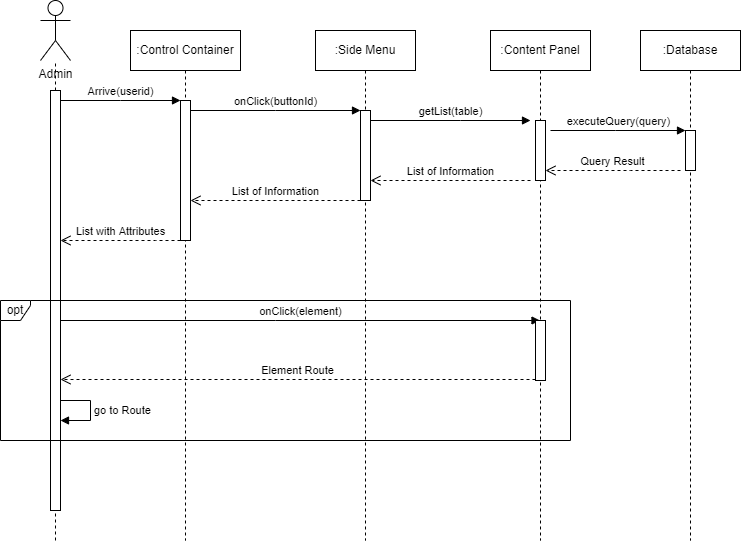 Admin
:Control Container
:Side Menu
:Content Panel
:Database
Arrive(userid)
onClick(buttonId)
getList(table)
executeQuery(query)
Query Result
List of Information
List of Information
List with Attributes
opt
onClick(element)
Element Route
go to Route